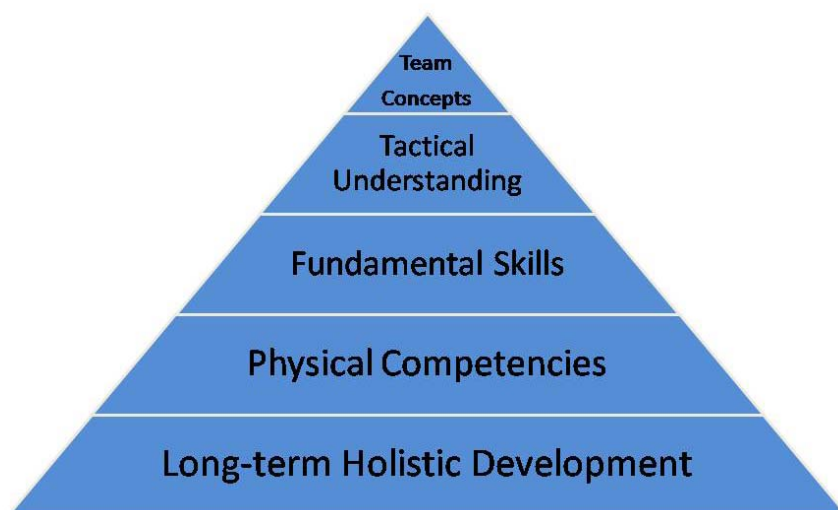 Team
Concepts
Tactical
Understanding
Fundamental Skills
Physical Competencies
Long-term Holistic Development